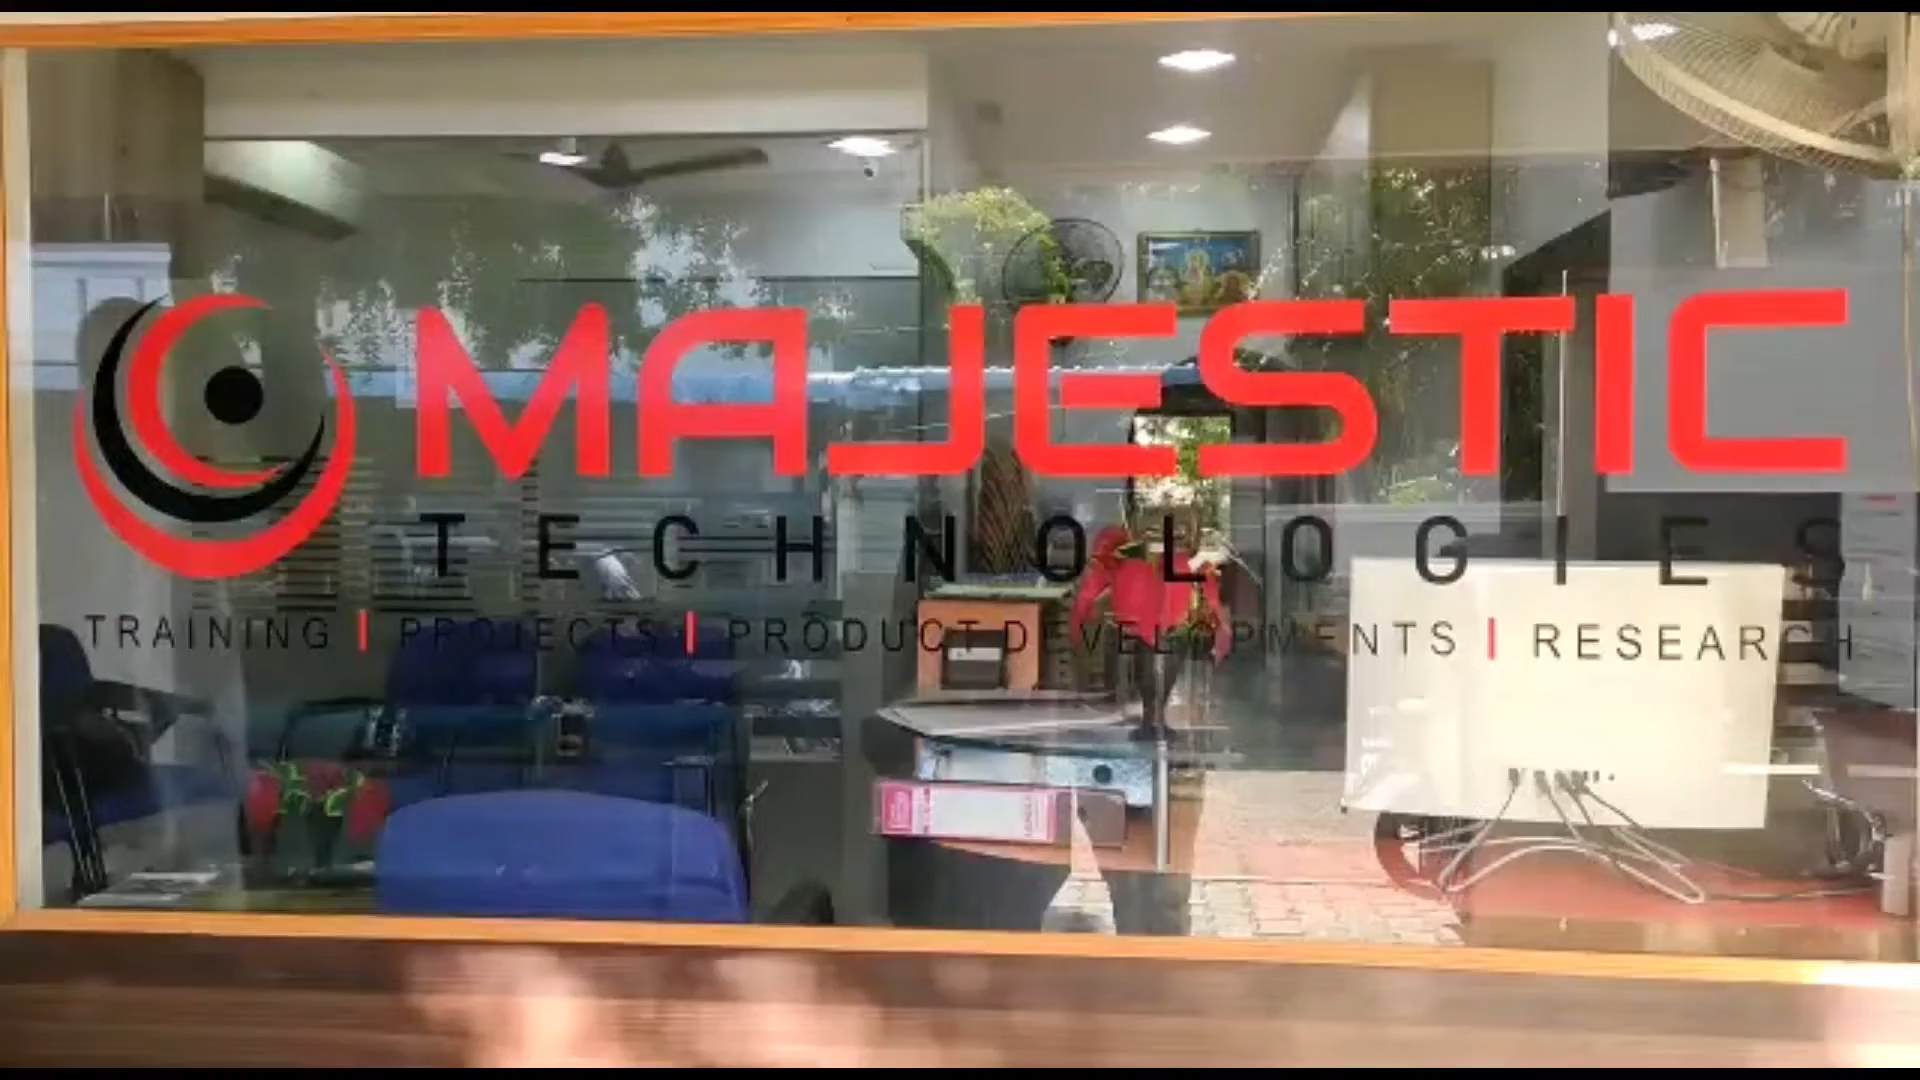 MAJESTIC
TECHNOLOGIES
TRAINING | PROJECTS | PRODUCT DEVELOPMENTS | RESEARCH